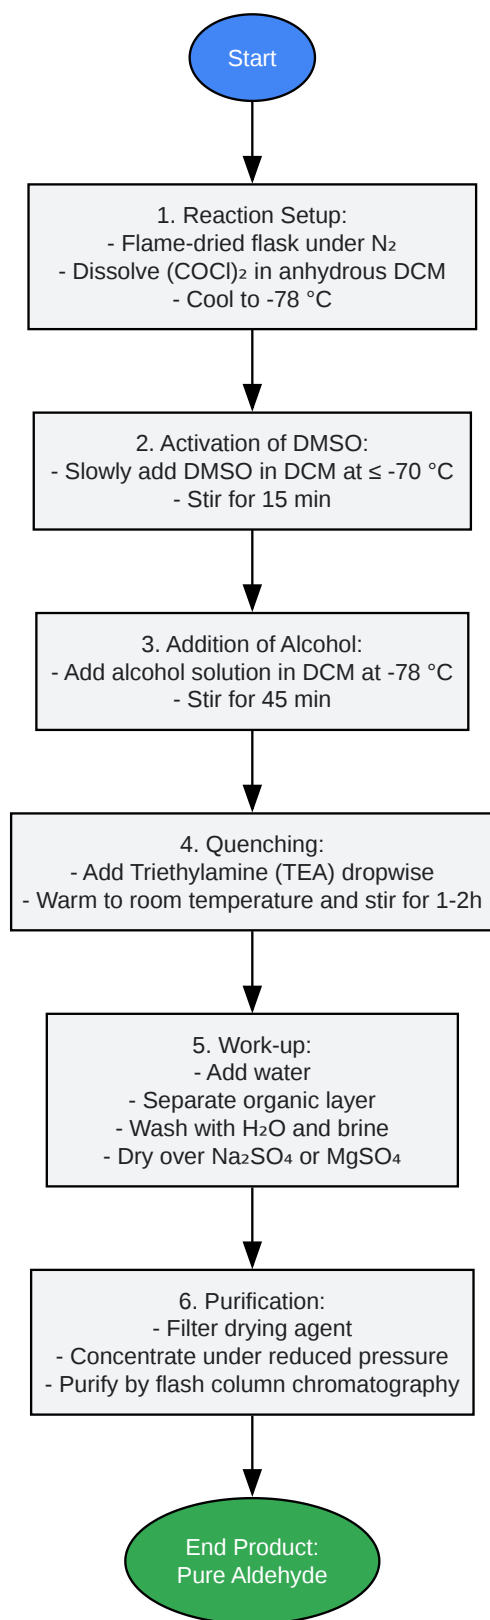 Start
1. Reaction Setup:
- Flame-dried flask under N₂
- Dissolve (COCl)₂ in anhydrous DCM
- Cool to -78 °C
2. Activation of DMSO:
- Slowly add DMSO in DCM at ≤ -70 °C
- Stir for 15 min
3. Addition of Alcohol:
- Add alcohol solution in DCM at -78 °C
- Stir for 45 min
4. Quenching:
- Add Triethylamine (TEA) dropwise
- Warm to room temperature and stir for 1-2h
5. Work-up:
- Add water
- Separate organic layer
- Wash with H₂O and brine
- Dry over Na₂SO₄ or MgSO₄
6. Purification:
- Filter drying agent
- Concentrate under reduced pressure
- Purify by flash column chromatography
End Product:
Pure Aldehyde